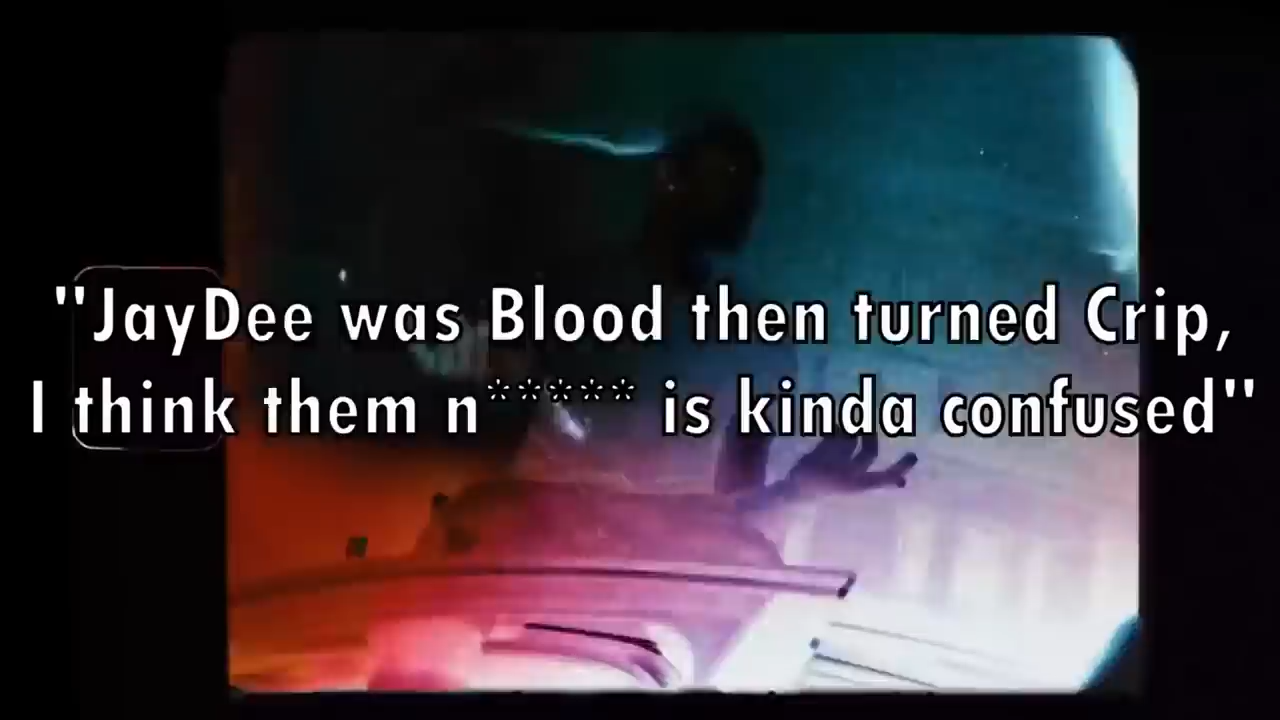 "JayDee was Blood then turned Crip,
I think them n***** is kinda confused"